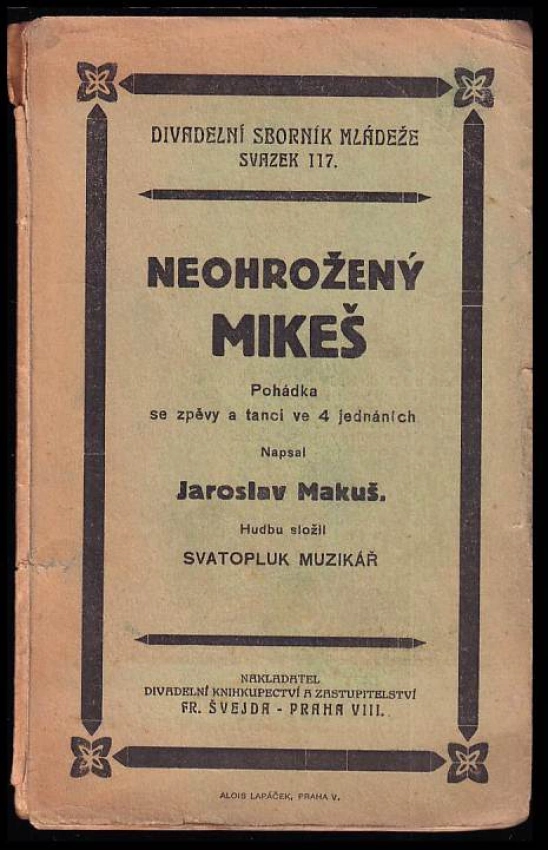 DIVADELNÍ SBORNÍK MLÁDEŽE
SVAZEK 117.
NEOHROŽENÝ
MIKEŠ
Pohádka
se zpěvy a tanci ve 4 jednáních
Napsal
Jaroslav Makuš.
Hudbu složil
SVATOPLUK MUZIKÁŘ
NAKLADATEL
DIVADELNÍ KNIHKUPECTVÍ A ZASTUPITELSTVÍ
FR. ŠVEJDA - PRAHA VIII.
ALOIS LAPÁČEK, PRAHA V.